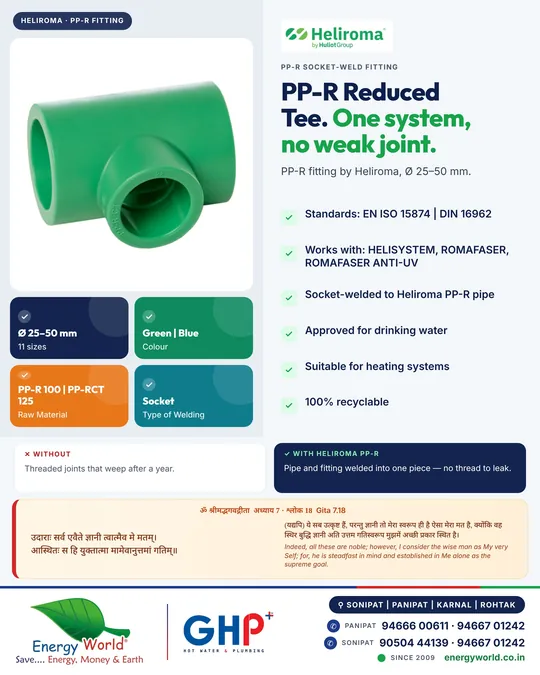 HELIROMA · PP-R FITTING
Heliroma®
by HuliotGroup
PP-R SOCKET-WELD FITTING
PP-R Reduced
Tee. One system,
no weak joint.
PP-R fitting by Heliroma, Ø 25–50 mm.
✓ Standards: EN ISO 15874 | DIN 16962
✓ Works with: HELISYSTEM, ROMAFASER,
ROMAFASER ANTI-UV
✓ Socket-welded to Heliroma PP-R pipe
✓ Approved for drinking water
✓ Suitable for heating systems
✓ 100% recyclable
✓
Ø 25–50 mm
11 sizes
✓
Green | Blue
Colour
✓
PP-R 100 | PP-RCT
125
Raw Material
✓
Socket
Type of Welding
✕ WITHOUT
Threaded joints that weep after a year.
✓ WITH HELIROMA PP-R
Pipe and fitting welded into one piece — no thread to leak.
ॐ श्रीमद्भगवद्गीता अध्याय 7 · श्लोक 18 Gita 7.18
उदाराः सर्व एवैते ज्ञानी त्वात्मैव मे मतम्।
आस्थितः स हि युक्तात्मा मामेवानुत्तमां गतिम्॥
(यद्यपि) ये सब उत्कृष्ट हैं, परन्तु ज्ञानी तो मेरा स्वरूप ही है ऐसा मेरा मत है, क्योंकि वह
स्थिर बुद्धि ज्ञानी अति उत्तम गतिस्वरूप मुझमें अच्छी प्रकार स्थित है।
Indeed, all these are noble; however, I consider the wise man as My very
Self; for, he is steadfast in mind and established in Me alone as the
supreme goal.
Energy World®
Save.... Energy, Money & Earth
GHP+
HOT WATER & PLUMBING
SONIPAT | PANIPAT | KARNAL | ROHTAK
PANIPAT 94666 00611 · 94667 01242
SONIPAT 90504 44139 · 94667 01242
SINCE 2009 energyworld.co.in